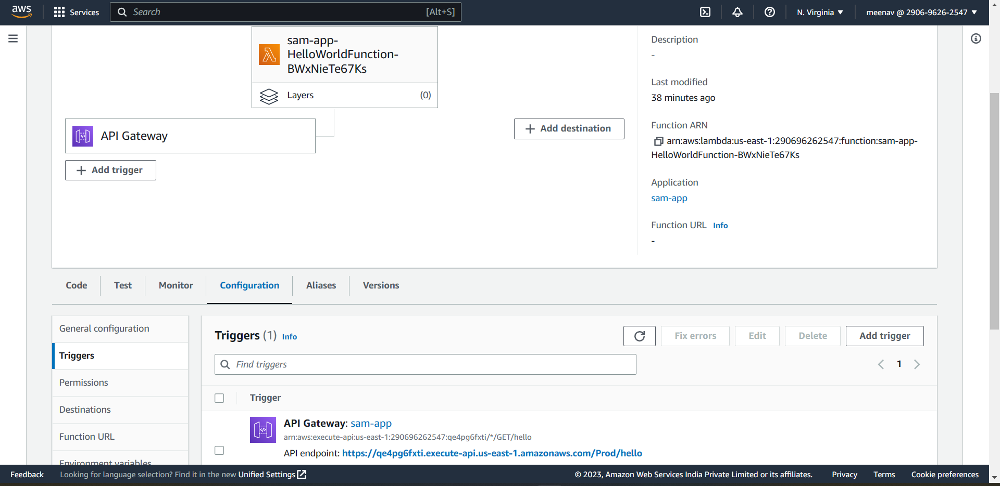 aws
Services
Search
[Alt+S]
N. Virginia
meenav @ 2906-9626-2547
sam-app-
HelloWorldFunction-
BWxNieTe67Ks
Layers
(0)
API Gateway
Add trigger
Add destination
Description
-
Last modified
38 minutes ago
Function ARN
arn:aws:lambda:us-east-1:290696262547:function:sam-app-
HelloWorldFunction-BWxNieTe67Ks
Application
sam-app
Function URL Info
-
Code
Test
Monitor
Configuration
Aliases
Versions
General configuration
Triggers
Permissions
Destinations
Function URL
Environment variables
Triggers (1) Info
Fix errors
Edit
Delete
Add trigger
Find triggers
1
Trigger
API Gateway: sam-app
arn:aws:execute-api:us-east-1:290696262547:qe4pg6fxti/*/GET/hello
API endpoint: https://qe4pg6fxti.execute-api.us-east-1.amazonaws.com/Prod/hello
Feedback
Looking for language selection? Find it in the new Unified Settings
© 2023, Amazon Web Services India Private Limited or its affiliates.
Privacy
Terms
Cookie preferences